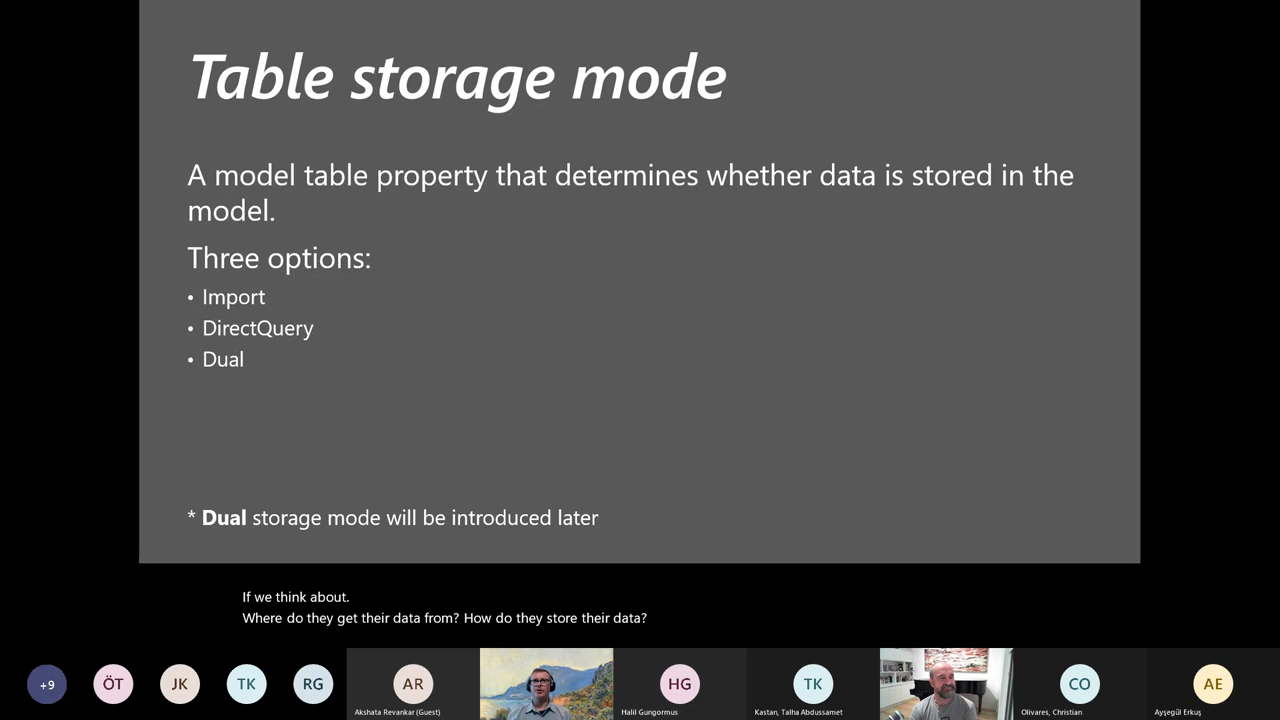 Table storage mode
A model table property that determines whether data is stored in the
model.
Three options:
• Import
• DirectQuery
• Dual
* Dual storage mode will be introduced later
If we think about.
Where do they get their data from? How do they store their data?
+9
ÖT
JK
TK
RG
AR
HG
TK
CO
AE
Akshata Revankar (Guest)
Halil Gungormus
Kastan, Talha Abdussamet
Olivares, Christian
Ayşegül Erkuş